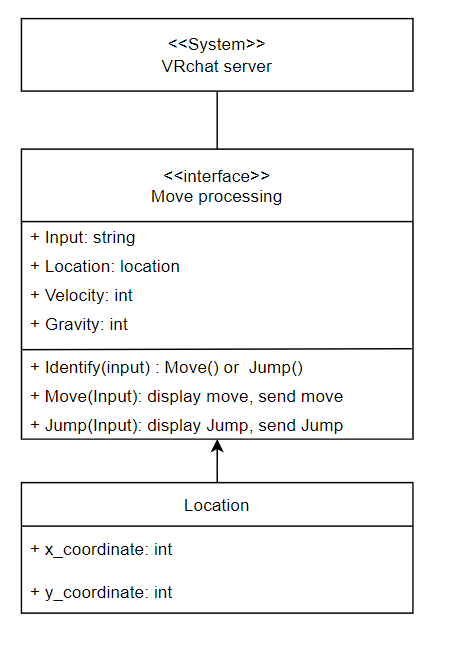 <<System>>
VRchat server
<<interface>>
Move processing
+ Input: string
+ Location: location
+ Velocity: int
+ Gravity: int
+ Identify(input) : Move() or  Jump()
+ Move(Input): display move, send move
+ Jump(Input): display Jump, send Jump
Location
+ x_coordinate: int
+ y_coordinate: int